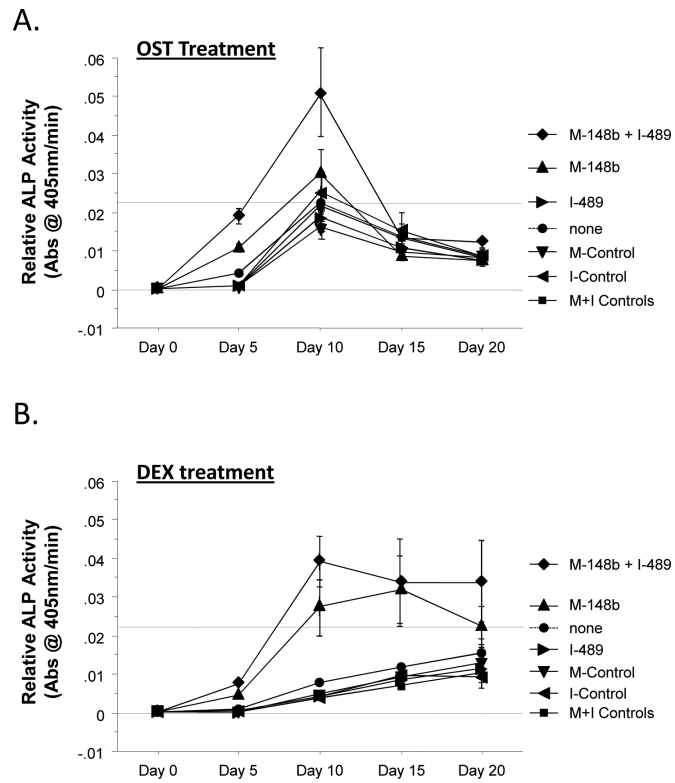 A.
OST Treatment
Relative ALP Activity
(Abs @ 405nm/min)
.06
.05
.04
.03
.02
.01
0
-.01
Day 0 Day 5 Day 10 Day 15 Day 20
M-148b + I-489
M-148b
I-489
none
M-Control
I-Control
M+I Controls
B.
DEX treatment
Relative ALP Activity
(Abs @ 405nm/min)
.06
.05
.04
.03
.02
.01
0
-.01
Day 0 Day 5 Day 10 Day 15 Day 20
M-148b + I-489
M-148b
none
I-489
M-Control
I-Control
M+I Controls